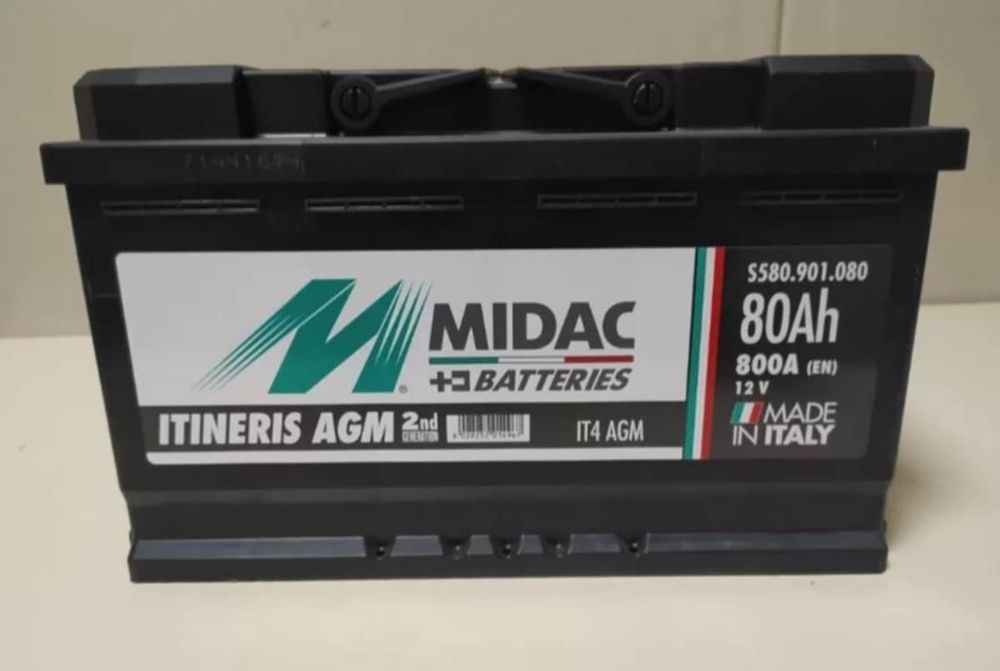 MIDAC
BATTERIES
ITINERIS AGM 2nd GENERATION
IT4 AGM
S580.901.080
80Ah
800A (EN)
12 V
MADE
IN ITALY